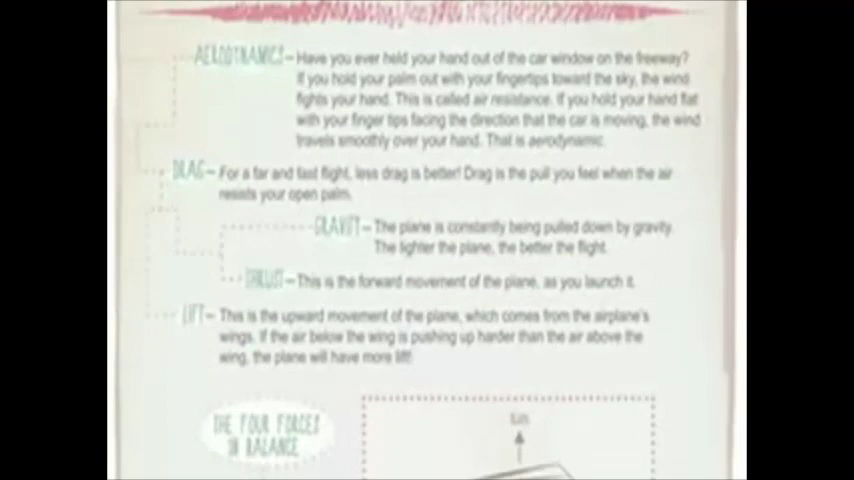 AERODYNAMICS – Have you ever held your hand out of the car window on the freeway?
If you hold your palm out with your fingertips toward the sky, the wind
fights your hand. This is called air resistance. If you hold your hand flat
with your finger tips facing the direction that the car is moving, the wind
travels smoothly over your hand. That is aerodynamic.
DRAG – For a far and fast flight, less drag is better! Drag is the pull you feel when the air
resists your open palm.
GRAVITY – The plane is constantly being pulled down by gravity.
The lighter the plane, the better the flight.
THRUST – This is the forward movement of the plane, as you launch it.
LIFT – This is the upward movement of the plane, which comes from the airplane's
wings. If the air below the wing is pushing up harder than the air above the
wing, the plane will have more lift!
THE FOUR FORCES
IN BALANCE
Lift